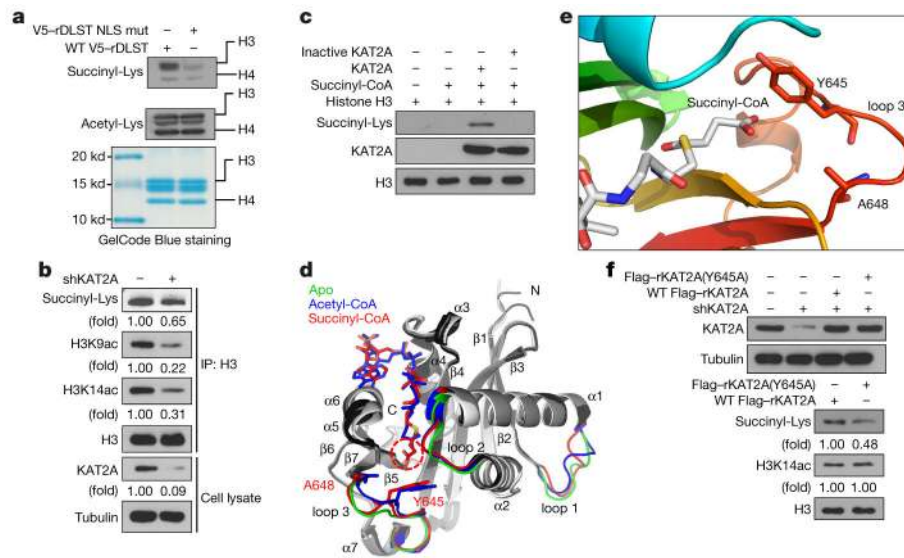 a
V5–rDLST NLS mut – +
WT V5–rDLST + –
Succinyl-Lys
H3
H4
Acetyl-Lys
H3
H4
20 kd
15 kd
10 kd
H3
H4
GelCode Blue staining
b
shKAT2A – +
Succinyl-Lys
(fold) 1.00 0.65
H3K9ac
(fold) 1.00 0.22
H3K14ac
(fold) 1.00 0.31
H3
IP: H3
KAT2A
(fold) 1.00 0.09
Tubulin
Cell lysate
c
Inactive KAT2A – – – +
KAT2A – – + –
Succinyl-CoA – + + +
Histone H3 + + + +
Succinyl-Lys
KAT2A
H3
d
Apo
Acetyl-CoA
Succinyl-CoA
α3
N
β1
α4
β4
β3
α6
C
α1
α5
β6
β7
β5
loop 2
β2
A648
Y645
α2
loop 1
loop 3
α7
e
Succinyl-CoA
Y645
loop 3
A648
f
Flag–rKAT2A(Y645A) – – – +
WT Flag–rKAT2A – – + –
shKAT2A – + + +
KAT2A
Tubulin
Flag–rKAT2A(Y645A) – +
WT Flag–rKAT2A + –
Succinyl-Lys
(fold) 1.00 0.48
H3K14ac
(fold) 1.00 1.00
H3